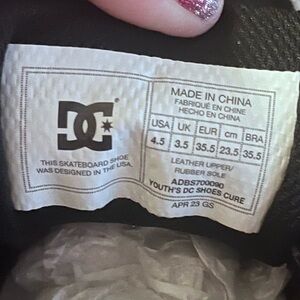 DC
THIS SKATEBOARD SHOE
WAS DESIGNED IN THE USA.
MADE IN CHINA
FABRIQUÉ EN CHINE
HECHO EN CHINA
USA UK EUR cm BRA
4.5 3.5 35.5 23.5 35.5
LEATHER UPPER/
RUBBER SOLE
ADBS700090
YOUTH'S DC SHOES CURE
APR 23 GS